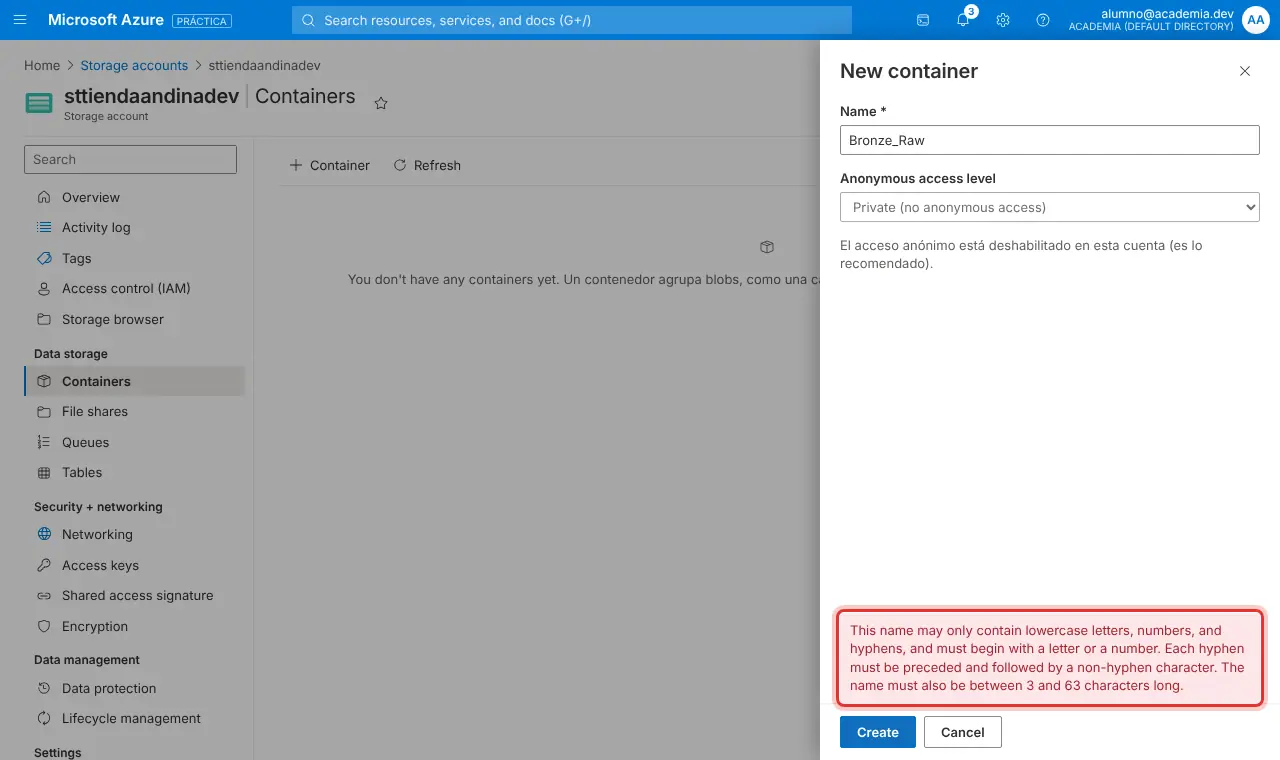 Microsoft Azure PRÁCTICA
Search resources, services, and docs (G+/)
3
alumno@academia.dev
ACADEMIA (DEFAULT DIRECTORY)
AA
Home > Storage accounts > sttiendaandinadev
sttiendaandinadev | Containers
Storage account
Search
Overview
Activity log
Tags
Access control (IAM)
Storage browser
Data storage
Containers
File shares
Queues
Tables
Security + networking
Networking
Access keys
Shared access signature
Encryption
Data management
Data protection
Lifecycle management
Settings
Container
Refresh
You don't have any containers yet. Un contenedor agrupa blobs, como una
New container
Name *
Bronze_Raw
Anonymous access level
Private (no anonymous access)
El acceso anónimo está deshabilitado en esta cuenta (es lo
recomendado).
This name may only contain lowercase letters, numbers, and
hyphens, and must begin with a letter or a number. Each hyphen
must be preceded and followed by a non-hyphen character. The
name must also be between 3 and 63 characters long.
Create
Cancel